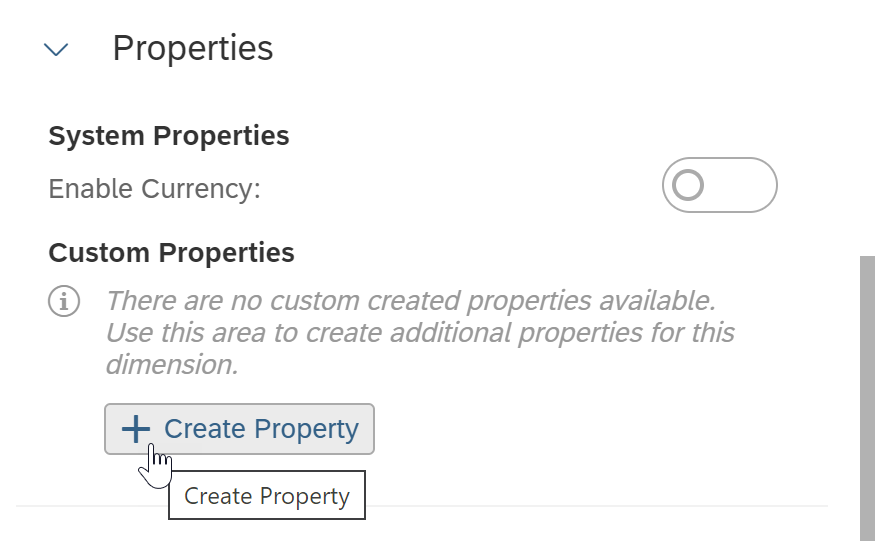 Properties
System Properties
Enable Currency:
Custom Properties
There are no custom created properties available.
Use this area to create additional properties for this
dimension.
Create Property
Create Property